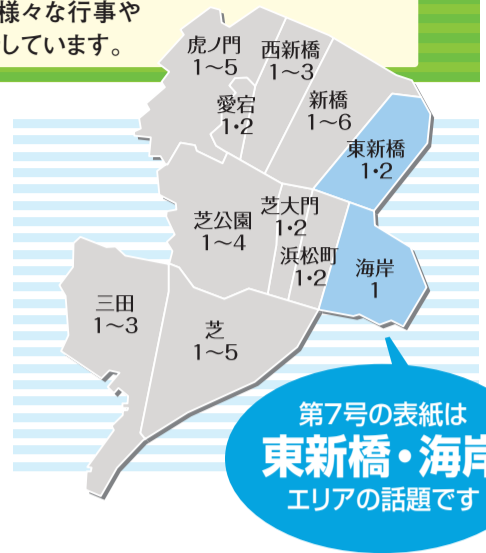 様々な行事や
しています。
虎ノ門
1〜5
西新橋
1〜3
愛宕
1・2
新橋
1〜6
東新橋
1・2
芝公園
1〜4
芝大門
1・2
浜松町
1・2
海岸
1
三田
1〜3
芝
1〜5
第7号の表紙は
東新橋・海岸
エリアの話題です